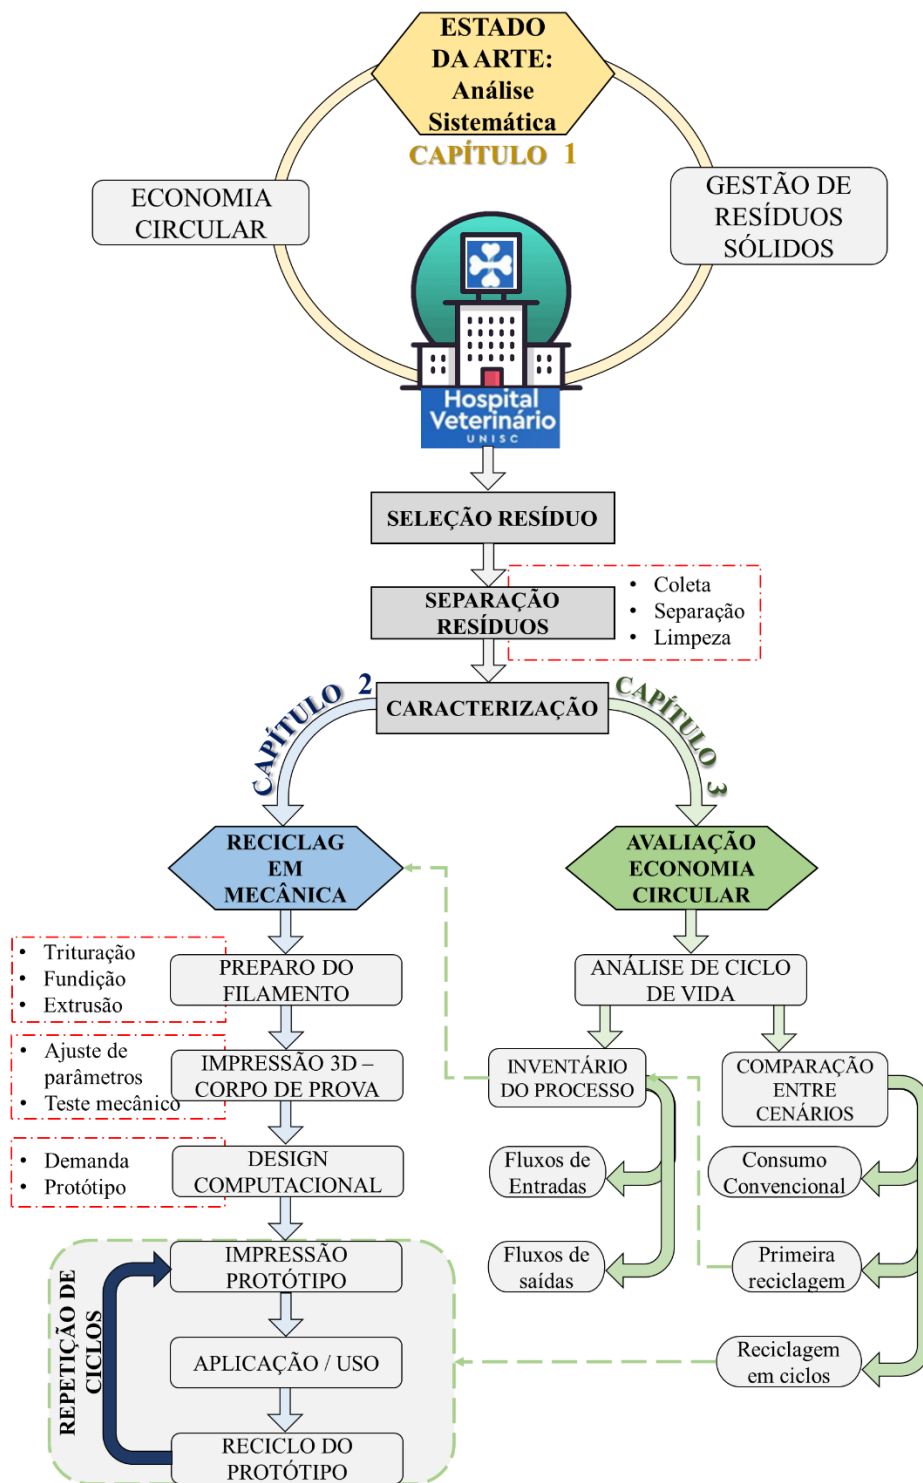 ESTADO
DA ARTE:
Análise
Sistemática
CAPÍTULO 1
ECONOMIA
CIRCULAR
GESTÃO DE
RESÍDUOS
SÓLIDOS
Hospital
Veterinário
UNISC
SELEÇÃO RESÍDUO
SEPARAÇÃO
RESÍDUOS
• Coleta
• Separação
• Limpeza
CARACTERIZAÇÃO
CAPÍTULO 2
CAPÍTULO 3
RECICLAG
EM
MECÂNICA
AVALIAÇÃO
ECONOMIA
CIRCULAR
• Trituração
• Fundição
• Extrusão
PREPARO DO
FILAMENTO
ANÁLISE DE CICLO
DE VIDA
• Ajuste de
parâmetros
• Teste mecânico
IMPRESSÃO 3D –
CORPO DE PROVA
INVENTÁRIO
DO PROCESSO
COMPARAÇÃO
ENTRE
CENÁRIOS
• Demanda
• Protótipo
DESIGN
COMPUTACIONAL
Fluxos de
Entradas
Consumo
Convencional
REPETIÇÃO DE
CICLOS
IMPRESSÃO
PROTÓTIPO
Fluxos de
saídas
Primeira
reciclagem
APLICAÇÃO / USO
Reciclagem
em ciclos
RECICLO DO
PROTÓTIPO